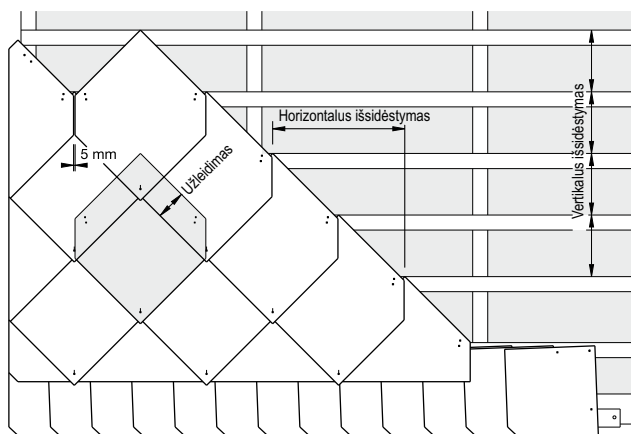 Horizontalus išsidėstymas
Vertikalus išsidėstymas
5 mm
Užleidimas